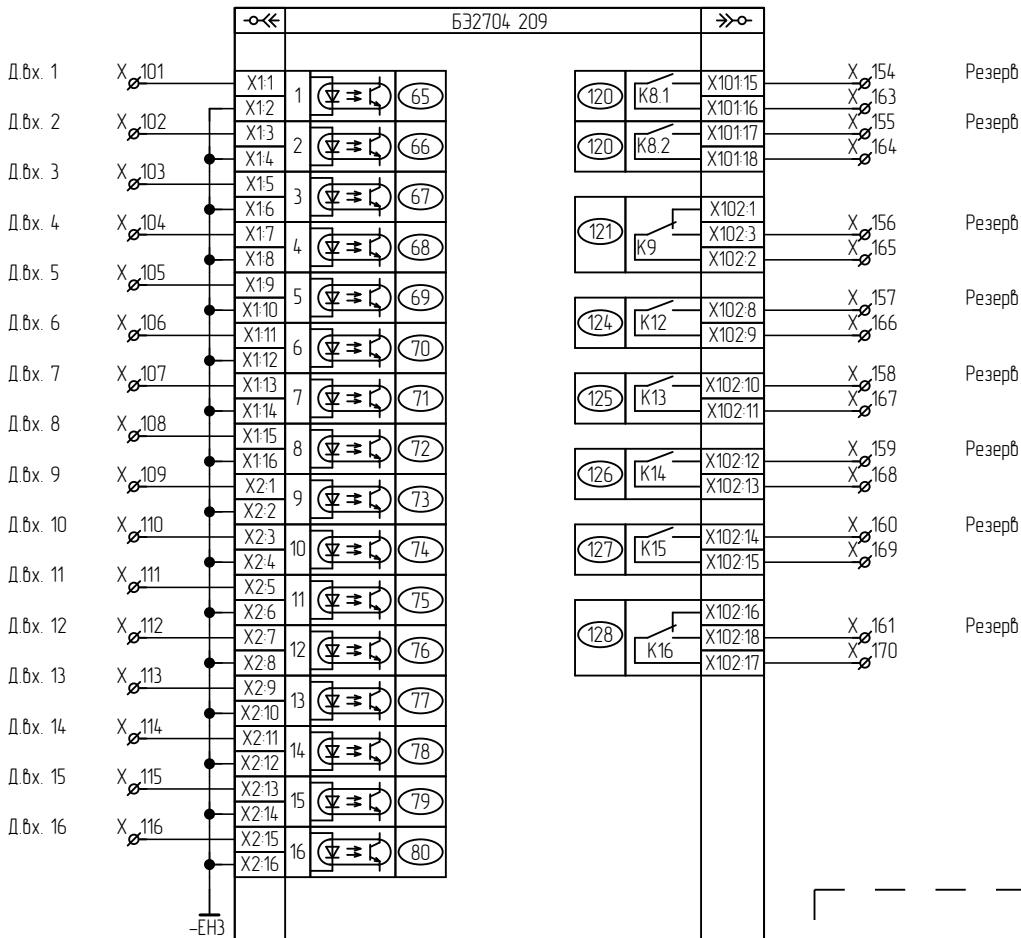 БЭ2704 209
Д.вх. 1 X 101 X1:1 1 65 120 K8.1 X101:15 X 154 Резерв
X1:2 X101:16 X 163
Д.вх. 2 X 102 X1:3 2 66 120 K8.2 X101:17 X 155 Резерв
X1:4 X101:18 X 164
Д.вх. 3 X 103 X1:5 3 67
X1:6 X102:1
Д.вх. 4 X 104 X1:7 4 68 121 K9 X102:3 X 156 Резерв
X1:8 X102:2 X 165
Д.вх. 5 X 105 X1:9 5 69
X1:10 124 K12 X102:8 X 157 Резерв
Д.вх. 6 X 106 X1:11 6 70 X102:9 X 166
X1:12
Д.вх. 7 X 107 X1:13 7 71 125 K13 X102:10 X 158 Резерв
X1:14 X102:11 X 167
Д.вх. 8 X 108 X1:15 8 72
X1:16 126 K14 X102:12 X 159 Резерв
Д.вх. 9 X 109 X2:1 9 73 X102:13 X 168
X2:2
Д.вх. 10 X 110 X2:3 10 74 127 K15 X102:14 X 160 Резерв
X2:4 X102:15 X 169
Д.вх. 11 X 111 X2:5 11 75
X2:6 X102:16
Д.вх. 12 X 112 X2:7 12 76 128 K16 X102:18 X 161 Резерв
X2:8 X102:17 X 170
Д.вх. 13 X 113 X2:9 13 77
X2:10
Д.вх. 14 X 114 X2:11 14 78
X2:12
Д.вх. 15 X 115 X2:13 15 79
X2:14
Д.вх. 16 X 116 X2:15 16 80
X2:16
-ЕН3